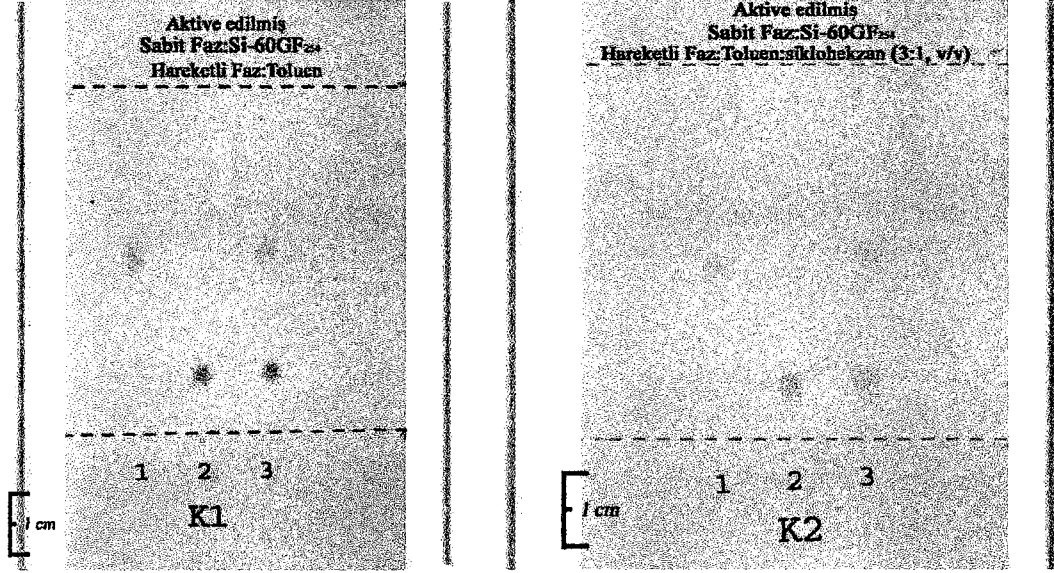 Aktive edilmiş
Sabit Faz:Si-60GF₂₅₄
Hareketli Faz:Toluen
1 2 3
1 cm
K1
Aktive edilmiş
Sabit Faz:Si-60GF₂₅₄
Hareketli Faz:Toluen:siklohekzan (3:1, v/v)
1 2 3
1 cm
K2